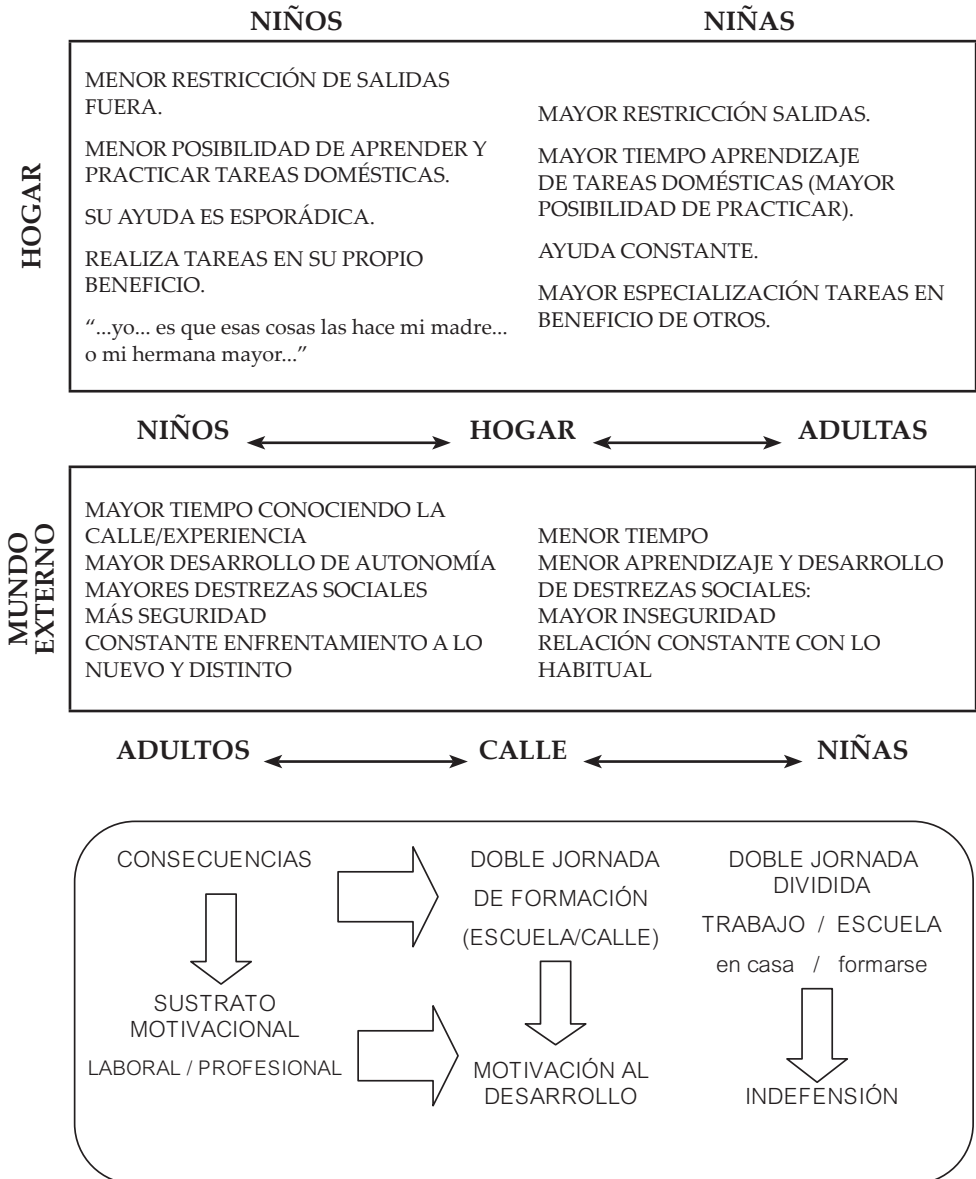 NIÑOS
NIÑAS
HOGAR
MENOR RESTRICCIÓN DE SALIDAS
FUERA.
MENOR POSIBILIDAD DE APRENDER Y
PRACTICAR TAREAS DOMÉSTICAS.
SU AYUDA ES ESPORÁDICA.
REALIZA TAREAS EN SU PROPIO
BENEFICIO.
“...yo... es que esas cosas las hace mi madre...
o mi hermana mayor...”
MAYOR RESTRICCIÓN SALIDAS.
MAYOR TIEMPO APRENDIZAJE
DE TAREAS DOMÉSTICAS (MAYOR
POSIBILIDAD DE PRACTICAR).
AYUDA CONSTANTE.
MAYOR ESPECIALIZACIÓN TAREAS EN
BENEFICIO DE OTROS.
NIÑOS HOGAR ADULTAS
MUNDO
EXTERNO
MAYOR TIEMPO CONOCIENDO LA
CALLE/EXPERIENCIA
MAYOR DESARROLLO DE AUTONOMÍA
MAYORES DESTREZAS SOCIALES
MÁS SEGURIDAD
CONSTANTE ENFRENTAMIENTO A LO
NUEVO Y DISTINTO
MENOR TIEMPO
MENOR APRENDIZAJE Y DESARROLLO
DE DESTREZAS SOCIALES:
MAYOR INSEGURIDAD
RELACIÓN CONSTANTE CON LO
HABITUAL
ADULTOS CALLE NIÑAS
CONSECUENCIAS
SUSTRATO
MOTIVACIONAL
LABORAL / PROFESIONAL
DOBLE JORNADA
DE FORMACIÓN
(ESCUELA/CALLE)
MOTIVACIÓN AL
DESARROLLO
DOBLE JORNADA
DIVIDIDA
TRABAJO / ESCUELA
en casa / formarse
INDEFENSIÓN